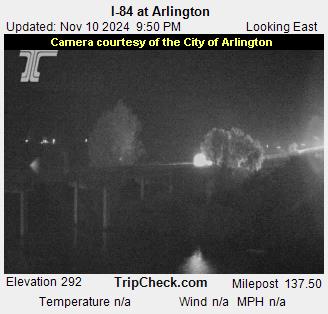 I-84 at Arlington
Updated: Nov 10 2024 9:50 PM Looking East
Camera courtesy of the City of Arlington
Elevation 292 TripCheck.com Milepost 137.50
Temperature n/a Wind n/a MPH n/a